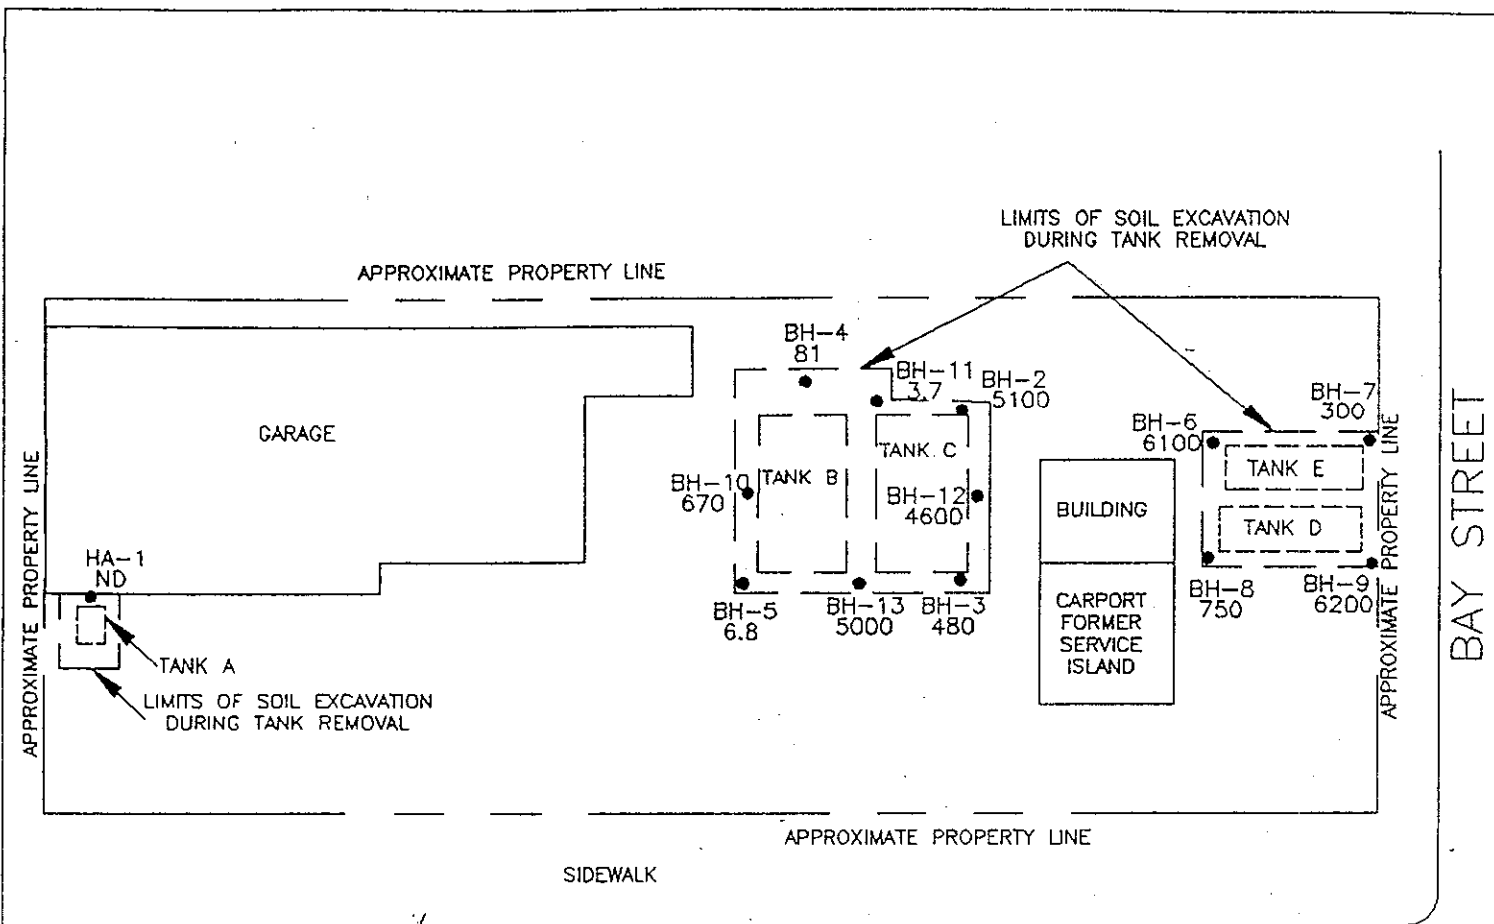 LIMITS OF SOIL EXCAVATION
DURING TANK REMOVAL
APPROXIMATE PROPERTY LINE
BH-4
81
BH-11
3.7
BH-2
5100
BH-7
300
BH-6
6100
GARAGE
TANK C
TANK B
BH-10
670
BH-12
4600
TANK E
TANK D
BUILDING
APPROXIMATE PROPERTY LINE
APPROXIMATE PROPERTY LINE
BAY STREET
HA-1
ND
BH-5
6.8
BH-13
5000
BH-3
480
BH-8
750
BH-9
6200
CARPORT
FORMER
SERVICE
ISLAND
TANK A
LIMITS OF SOIL EXCAVATION
DURING TANK REMOVAL
APPROXIMATE PROPERTY LINE
SIDEWALK